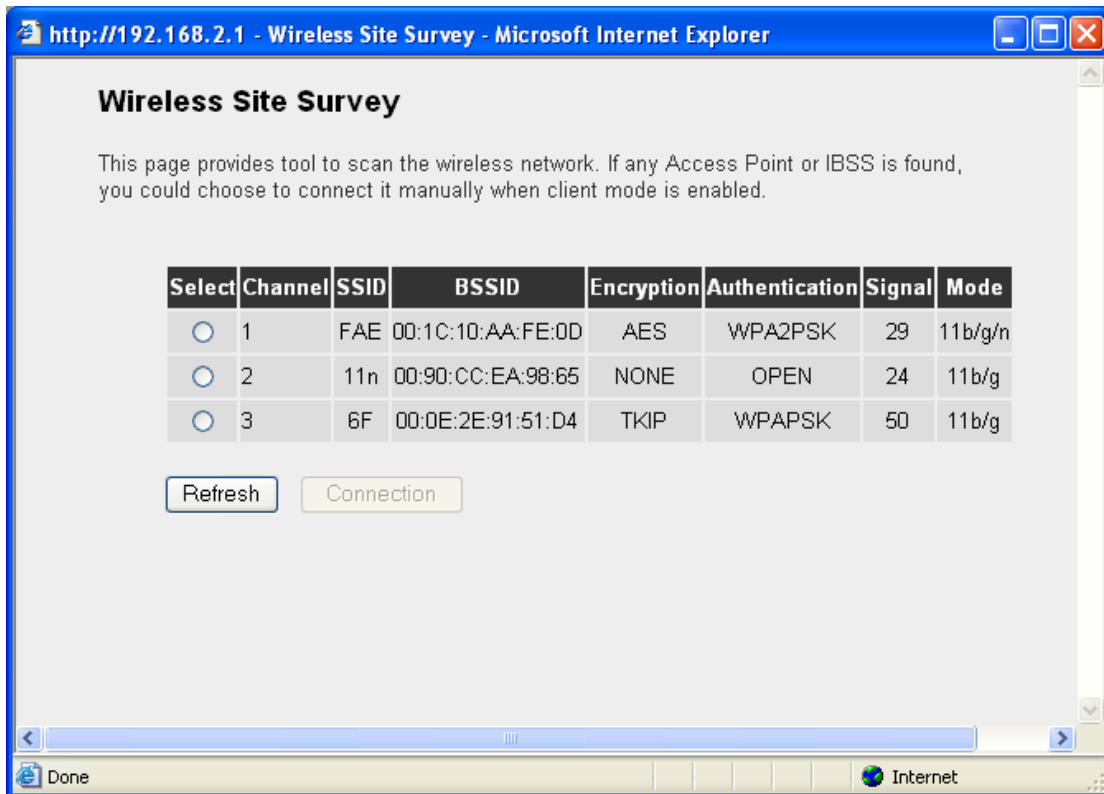 http://192.168.2.1 - Wireless Site Survey - Microsoft Internet Explorer
Wireless Site Survey
This page provides tool to scan the wireless network. If any Access Point or IBSS is found,
you could choose to connect it manually when client mode is enabled.
Select Channel SSID BSSID Encryption Authentication Signal Mode
1 FAE 00:1C:10:AA:FE:0D AES WPA2PSK 29 11b/g/n
2 11n 00:90:CC:EA:98:65 NONE OPEN 24 11b/g
3 6F 00:0E:2E:91:51:D4 TKIP WPAPSK 50 11b/g
Refresh Connection
Done Internet